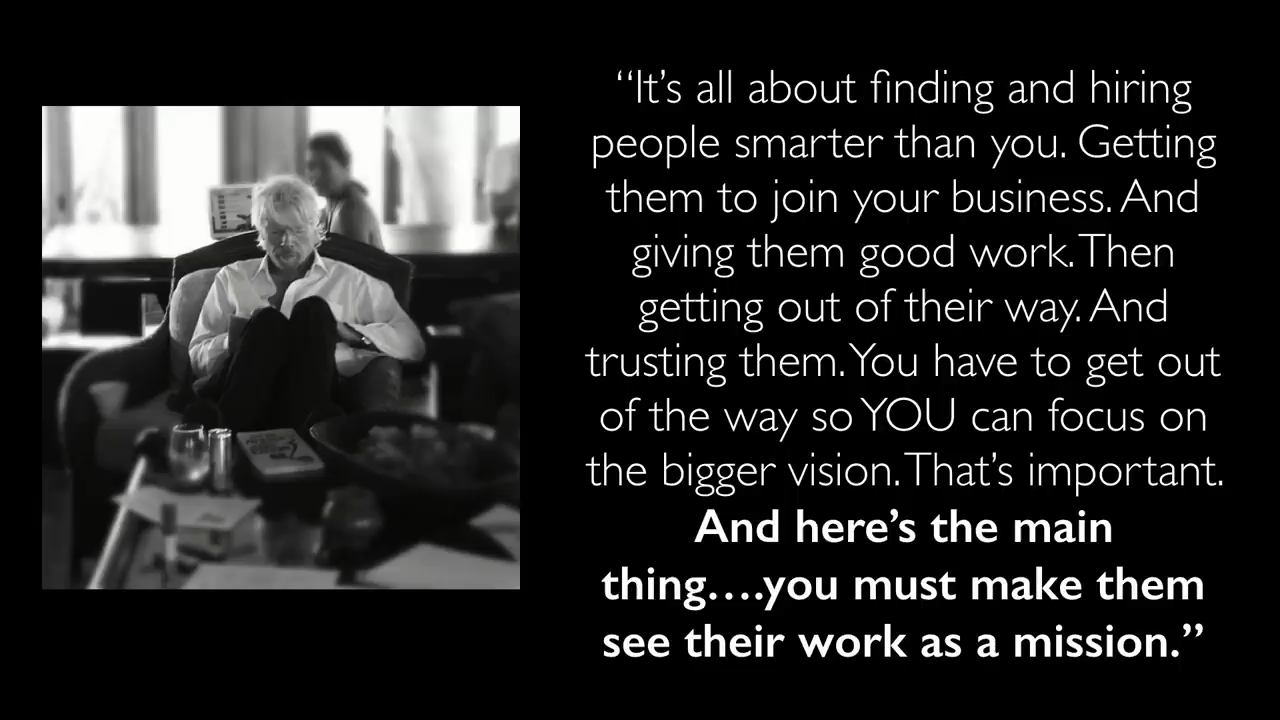 “It’s all about finding and hiring
people smarter than you. Getting
them to join your business. And
giving them good work. Then
getting out of their way. And
trusting them. You have to get out
of the way so YOU can focus on
the bigger vision. That’s important.
And here’s the main
thing….you must make them
see their work as a mission.”